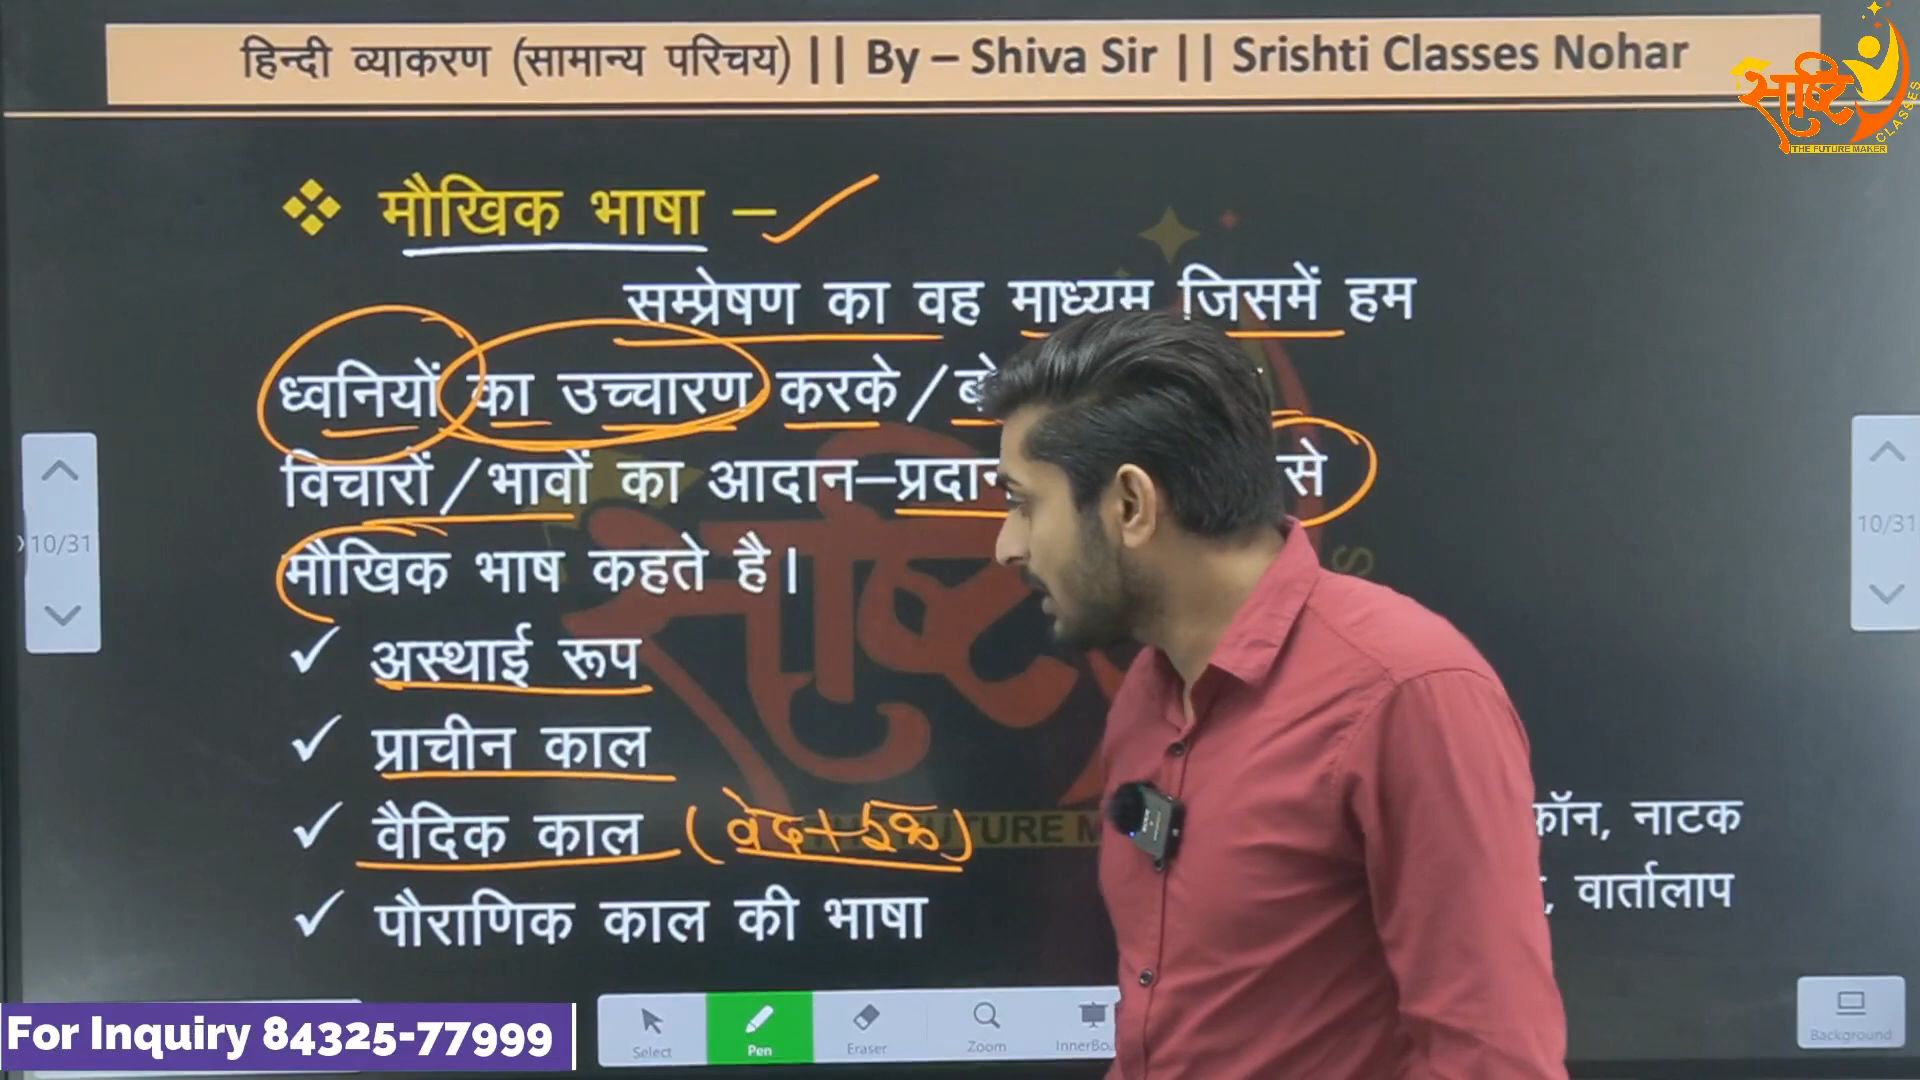 हिन्दी व्याकरण (सामान्य परिचय) || By – Shiva Sir || Srishti Classes Nohar
सृष्टि
CLASSES
THE FUTURE MAKER
❖ मौखिक भाषा –
सम्प्रेषण का वह माध्यम जिसमें हम
ध्वनियों का उच्चारण करके/
विचारों/भावों का आदान–प्रदान से
मौखिक भाष कहते है।
✓ अस्थाई रूप
✓ प्राचीन काल
✓ वैदिक काल
✓ पौराणिक काल की भाषा
नाटक
, वार्तालाप
10/31
10/31
For Inquiry 84325-77999
Select
Pen
Eraser
Zoom
Background